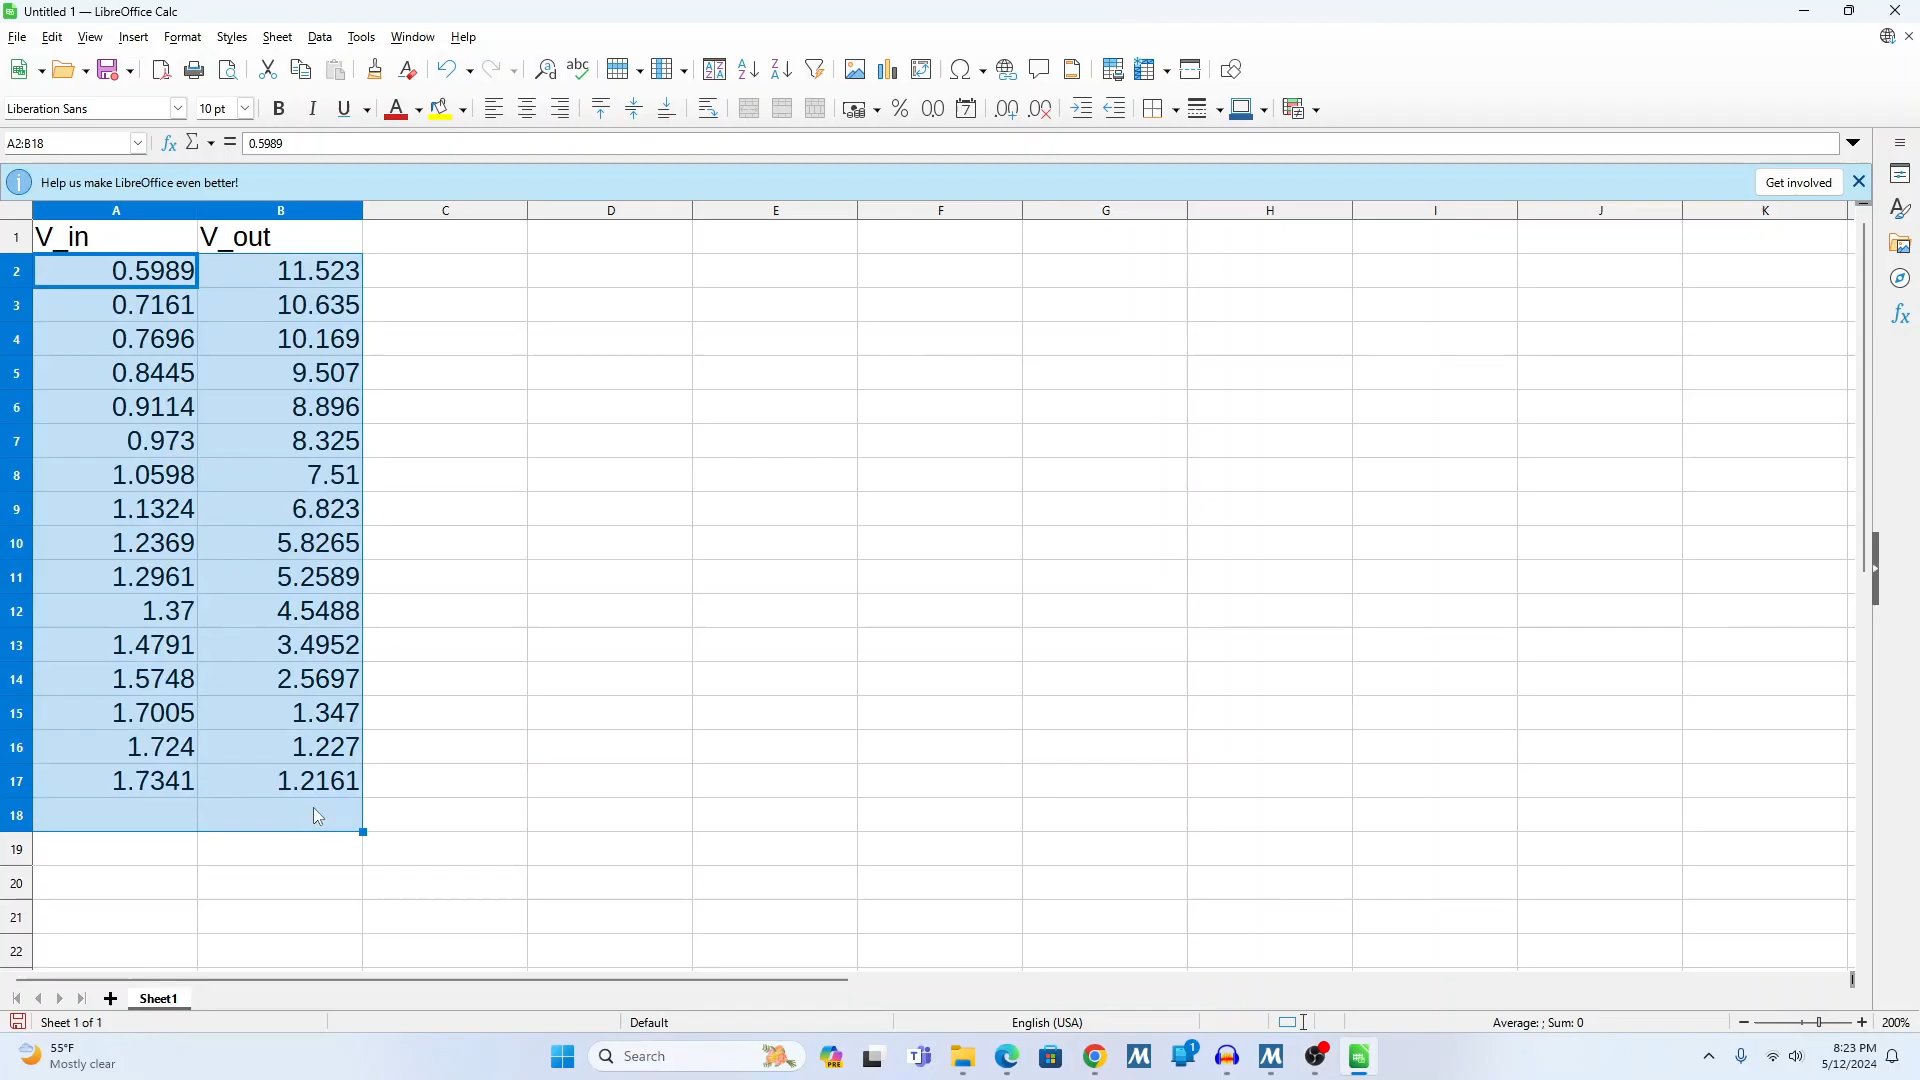 Untitled 1 — LibreOffice Calc
File Edit View Insert Format Styles Sheet Data Tools Window Help
Liberation Sans 10 pt
A2:B18 fx Σ = 0.5989
Help us make LibreOffice even better! Get involved
A B C D E F G H I J K
1 V_in V_out
2 0.5989 11.523
3 0.7161 10.635
4 0.7696 10.169
5 0.8445 9.507
6 0.9114 8.896
7 0.973 8.325
8 1.0598 7.51
9 1.1324 6.823
10 1.2369 5.8265
11 1.2961 5.2589
12 1.37 4.5488
13 1.4791 3.4952
14 1.5748 2.5697
15 1.7005 1.347
16 1.724 1.227
17 1.7341 1.2161
18
19
20
21
22
Sheet1
Sheet 1 of 1 Default English (USA) Average: ; Sum: 0 200%
55°F
Mostly clear
Search
8:23 PM
5/12/2024